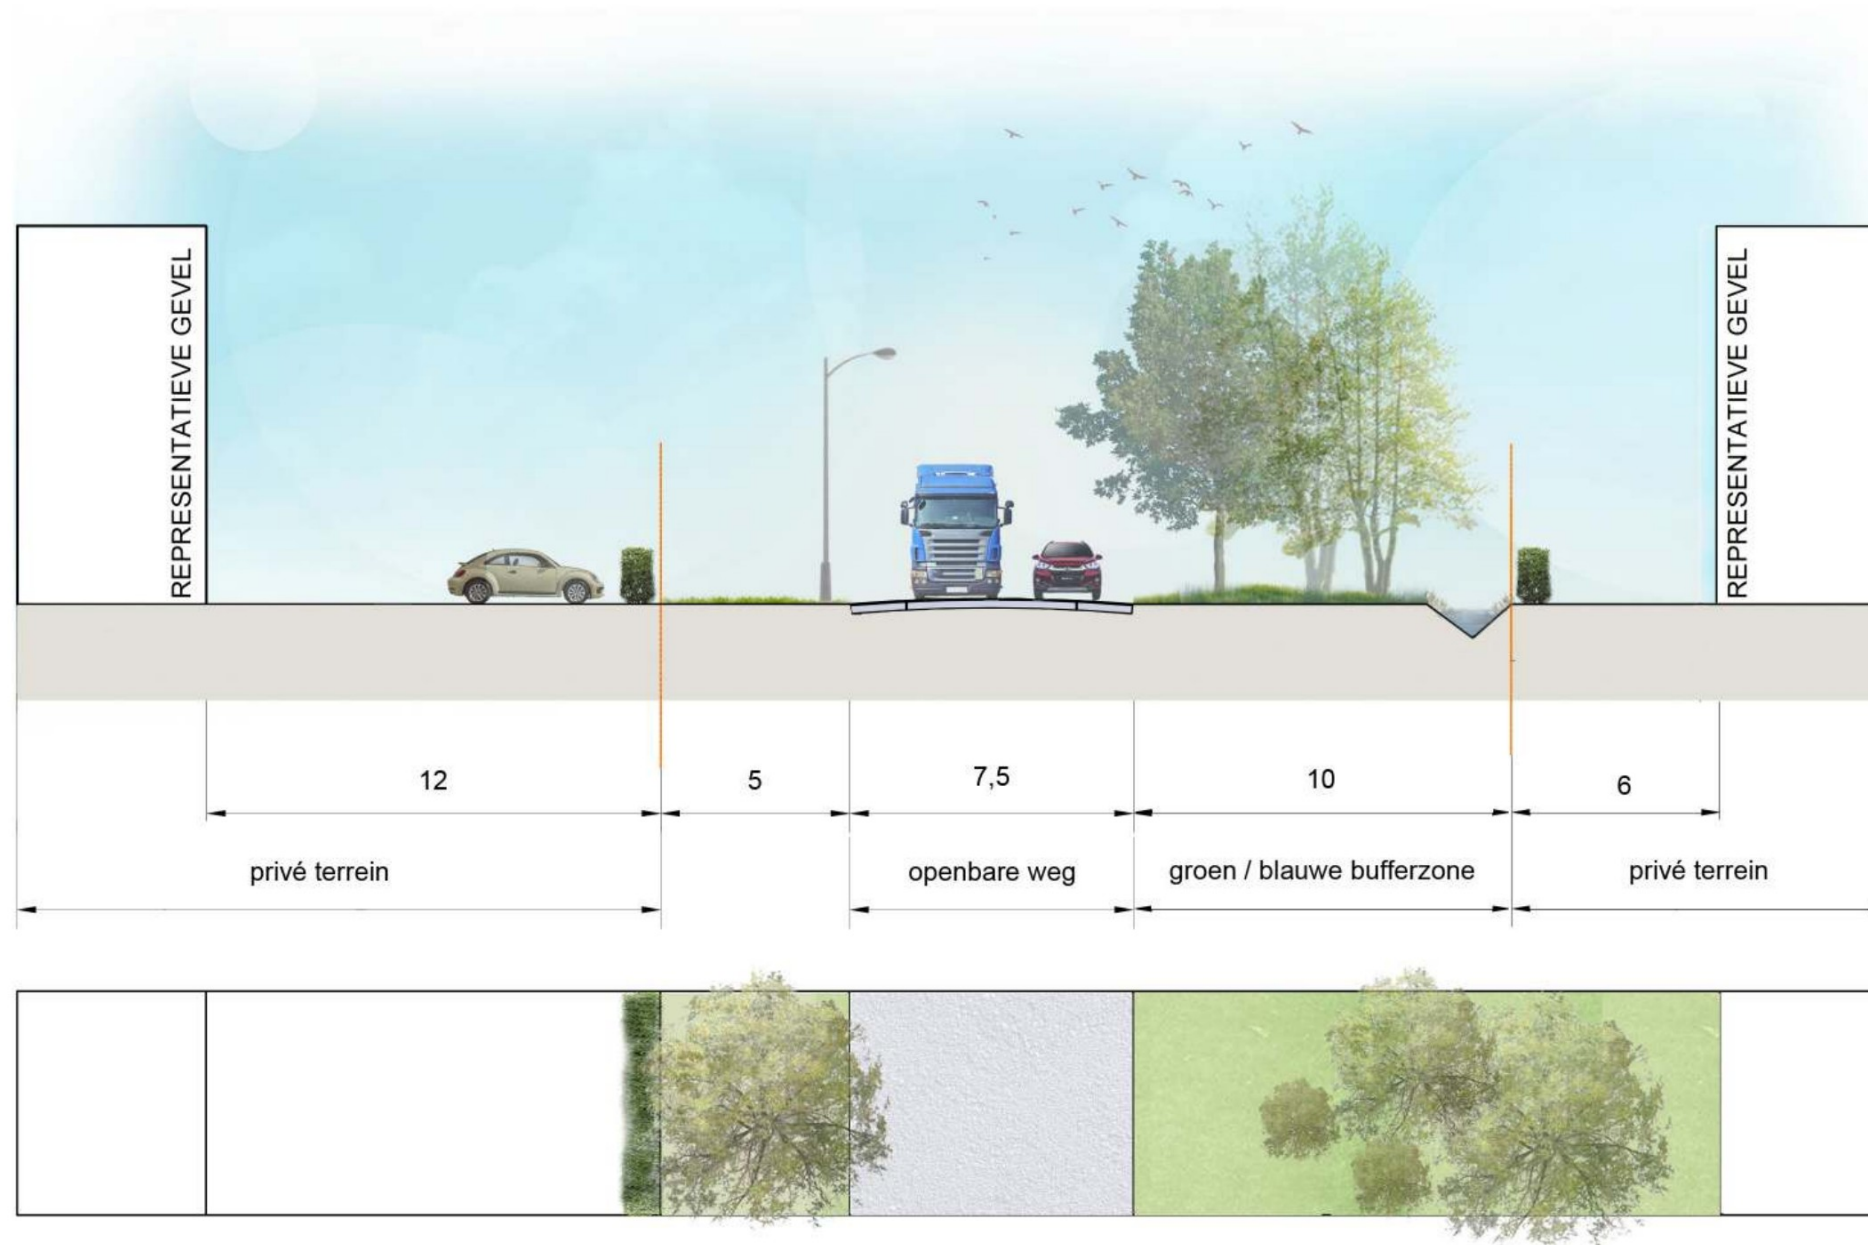 REPRESENTATIEVE GEVEL
REPRESENTATIEVE GEVEL
12
5
7,5
10
6
privé terrein
openbare weg
groen / blauwe bufferzone
privé terrein